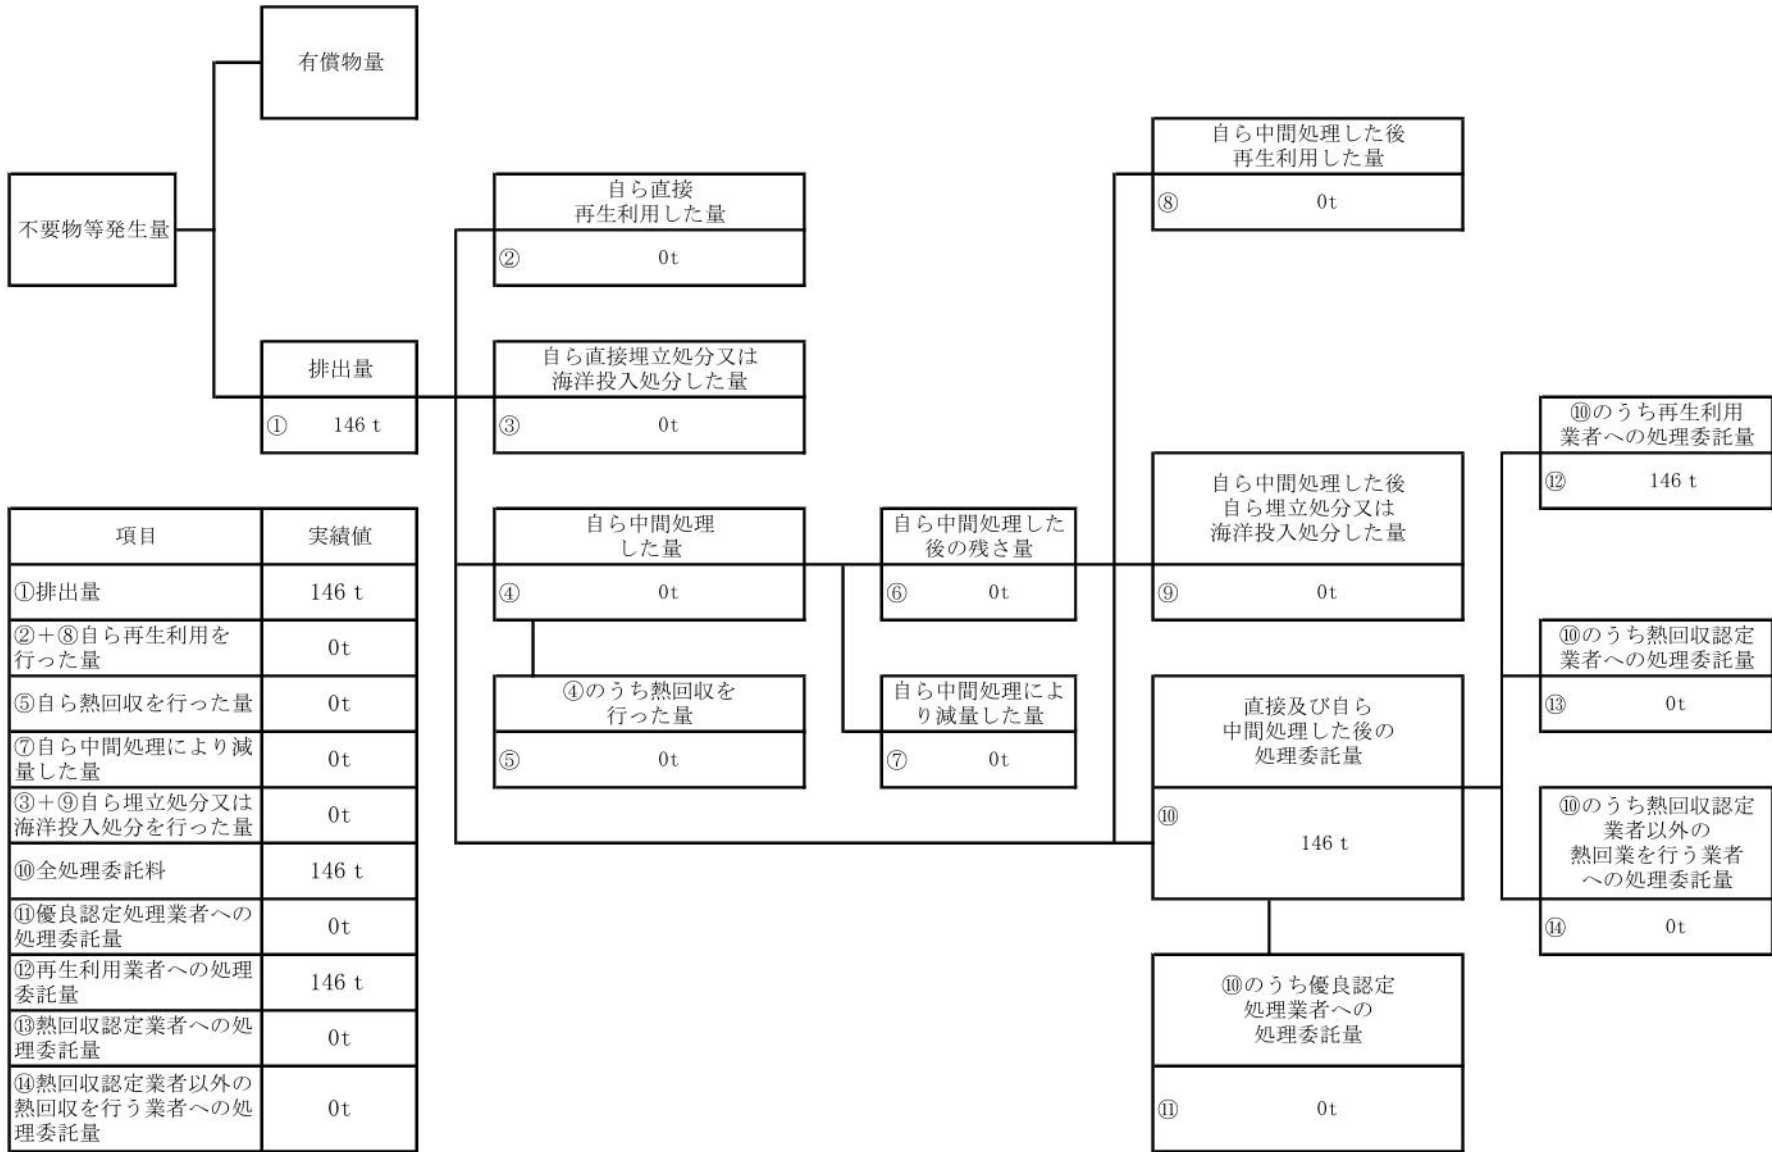 有償物量
不要物等発生量
排出量
① 146 t
自ら直接
再生利用した量
② 0t
自ら直接埋立処分又は
海洋投入処分した量
③ 0t
自ら中間処理
した量
④ 0t
④のうち熱回収を
行った量
⑤ 0t
自ら中間処理した
後の残さ量
⑥ 0t
自ら中間処理によ
り減量した量
⑦ 0t
自ら中間処理した後
再生利用した量
⑧ 0t
自ら中間処理した後
自ら埋立処分又は
海洋投入処分した量
⑨ 0t
直接及び自ら
中間処理した後の
処理委託量
⑩
146 t
⑩のうち優良認定
処理業者への
処理委託量
⑪ 0t
⑩のうち再生利用
業者への処理委託量
⑫ 146 t
⑩のうち熱回収認定
業者への処理委託量
⑬ 0t
⑩のうち熱回収認定
業者以外の
熱回業を行う業者
への処理委託量
⑭ 0t
項目 実績値
①排出量 146 t
②＋⑧自ら再生利用を
行った量 0t
⑤自ら熱回収を行った量 0t
⑦自ら中間処理により減
量した量 0t
③＋⑨自ら埋立処分又は
海洋投入処分を行った量 0t
⑩全処理委託料 146 t
⑪優良認定処理業者への
処理委託量 0t
⑫再生利用業者への処理
委託量 146 t
⑬熱回収認定業者への処
理委託量 0t
⑭熱回収認定業者以外の
熱回収を行う業者への処
理委託量 0t